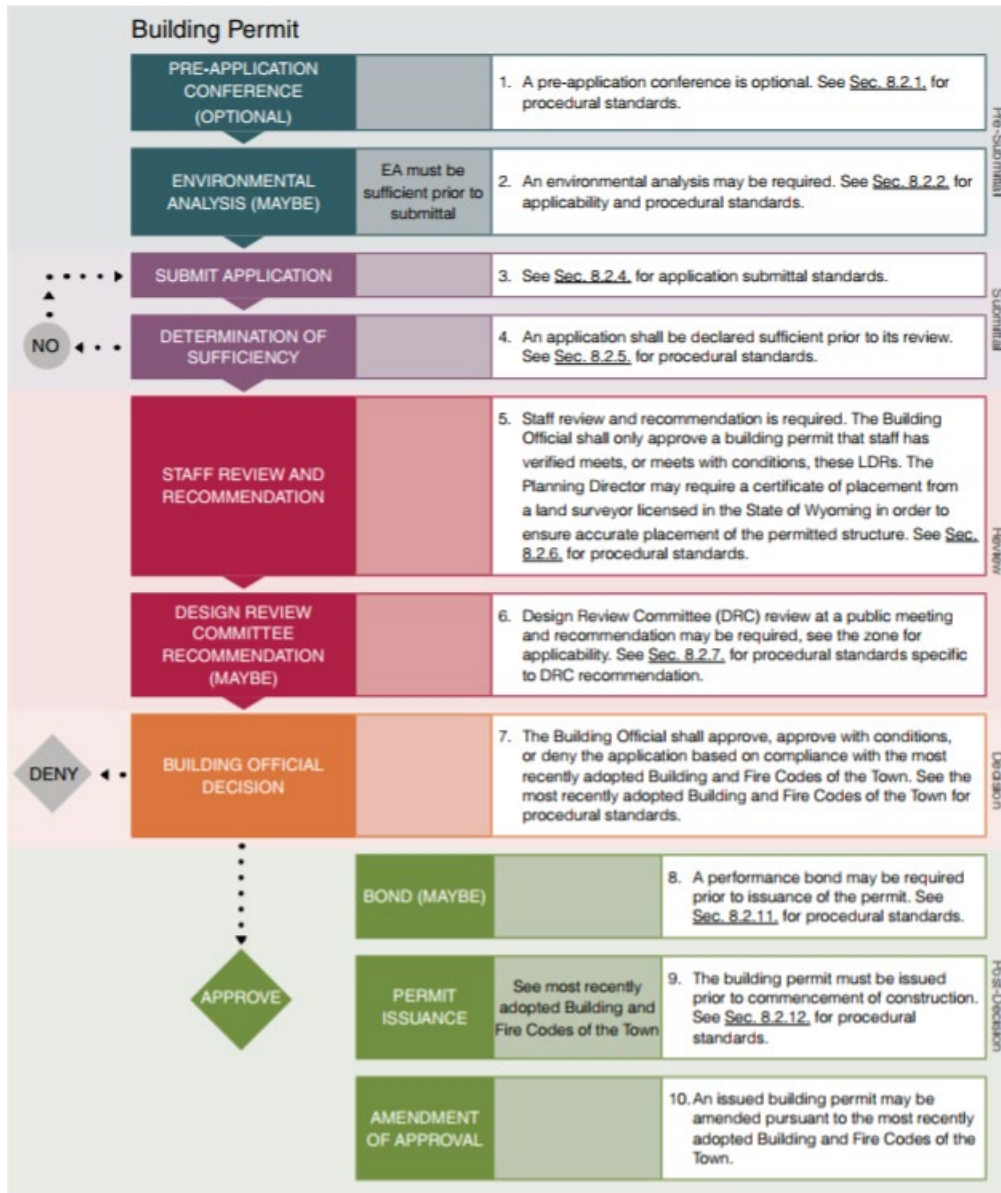 Building Permit
PRE-APPLICATION
CONFERENCE
(OPTIONAL)
1. A pre-application conference is optional. See Sec. 8.2.1. for
procedural standards.
Pre-Submittal
ENVIRONMENTAL
ANALYSIS (MAYBE)
EA must be
sufficient prior to
submittal
2. An environmental analysis may be required. See Sec. 8.2.2. for
applicability and procedural standards.
SUBMIT APPLICATION
3. See Sec. 8.2.4. for application submittal standards.
Submittal
NO
DETERMINATION OF
SUFFICIENCY
4. An application shall be declared sufficient prior to its review.
See Sec. 8.2.5. for procedural standards.
STAFF REVIEW AND
RECOMMENDATION
5. Staff review and recommendation is required. The Building
Official shall only approve a building permit that staff has
verified meets, or meets with conditions, these LDRs. The
Planning Director may require a certificate of placement from
a land surveyor licensed in the State of Wyoming in order to
ensure accurate placement of the permitted structure. See Sec.
8.2.6. for procedural standards.
Review
DESIGN REVIEW
COMMITTEE
RECOMMENDATION
(MAYBE)
6. Design Review Committee (DRC) review at a public meeting
and recommendation may be required, see the zone for
applicability. See Sec. 8.2.7. for procedural standards specific
to DRC recommendation.
DENY
BUILDING OFFICIAL
DECISION
7. The Building Official shall approve, approve with conditions,
or deny the application based on compliance with the most
recently adopted Building and Fire Codes of the Town. See the
most recently adopted Building and Fire Codes of the Town for
procedural standards.
Decision
BOND (MAYBE)
8. A performance bond may be required
prior to issuance of the permit. See
Sec. 8.2.11. for procedural standards.
APPROVE
PERMIT
ISSUANCE
See most recently
adopted Building and
Fire Codes of the Town
9. The building permit must be issued
prior to commencement of construction.
See Sec. 8.2.12. for procedural
standards.
Post-Decision
AMENDMENT
OF APPROVAL
10. An issued building permit may be
amended pursuant to the most recently
adopted Building and Fire Codes of the
Town.